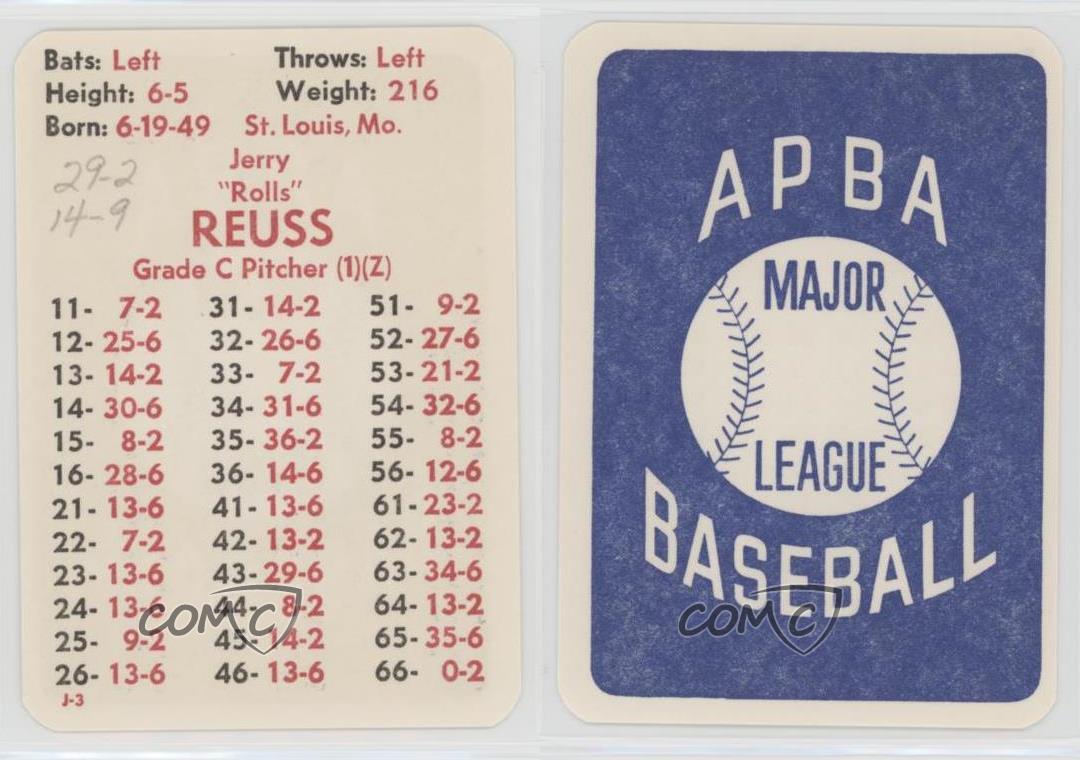 Bats: Left Throws: Left
Height: 6-5 Weight: 216
Born: 6-19-49 St. Louis, Mo.
29-2
14-9
Jerry
"Rolls"
REUSS
Grade C Pitcher (1)(Z)
11- 7-2 31- 14-2 51- 9-2
12- 25-6 32- 26-6 52- 27-6
13- 14-2 33- 7-2 53- 21-2
14- 30-6 34- 31-6 54- 32-6
15- 8-2 35- 36-2 55- 8-2
16- 28-6 36- 14-6 56- 12-6
21- 13-6 41- 13-6 61- 23-2
22- 7-2 42- 13-2 62- 13-2
23- 13-6 43- 29-6 63- 34-6
24- 13-6 44- 8-2 64- 13-2
25- 9-2 45- 14-2 65- 35-6
26- 13-6 46- 13-6 66- 0-2
J-3
COMC
APBA
MAJOR
LEAGUE
BASEBALL
COMC